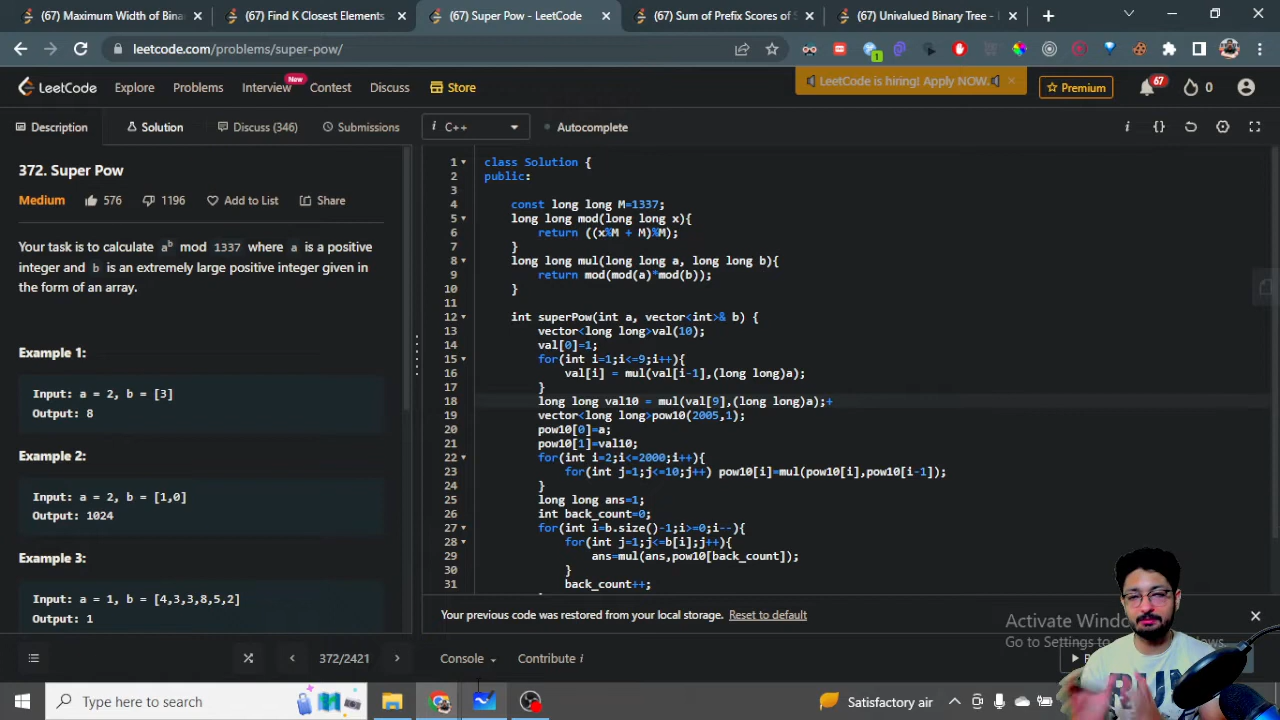 (67) Maximum Width of Bina
(67) Find K Closest Elements
(67) Super Pow - LeetCode
(67) Sum of Prefix Scores of S
(67) Univalued Binary Tree -
leetcode.com/problems/super-pow/
1
LeetCode
Explore
Problems
Interview
New
Contest
Discuss
Store
LeetCode is hiring! Apply NOW.
Premium
67
0
Description
Solution
Discuss (346)
Submissions
i C++
Autocomplete
372. Super Pow
Medium
576
1196
Add to List
Share
Your task is to calculate a^b mod 1337 where a is a positive
integer and b is an extremely large positive integer given in
the form of an array.
Example 1:
Input: a = 2, b = [3]
Output: 8
Example 2:
Input: a = 2, b = [1,0]
Output: 1024
Example 3:
Input: a = 1, b = [4,3,3,8,5,2]
Output: 1
1 class Solution {
2 public:
3
4 const long long M=1337;
5 long long mod(long long x){
6 return ((x%M + M)%M);
7 }
8 long long mul(long long a, long long b){
9 return mod(mod(a)*mod(b));
10 }
11
12 int superPow(int a, vector<int>& b) {
13 vector<long long>val(10);
14 val[0]=1;
15 for(int i=1;i<=9;i++){
16 val[i] = mul(val[i-1],(long long)a);
17 }
18 long long val10 = mul(val[9],(long long)a);+
19 vector<long long>pow10(2005,1);
20 pow10[0]=a;
21 pow10[1]=val10;
22 for(int i=2;i<=2000;i++){
23 for(int j=1;j<=10;j++) pow10[i]=mul(pow10[i],pow10[i-1]);
24 }
25 long long ans=1;
26 int back_count=0;
27 for(int i=b.size()-1;i>=0;i--){
28 for(int j=1;j<=b[i];j++){
29 ans=mul(ans,pow10[back_count]);
30 }
31 back_count++;
Your previous code was restored from your local storage. Reset to default
Activate Windo
Go to Settings to
372/2421
Console
Contribute i
Type here to search
Satisfactory air